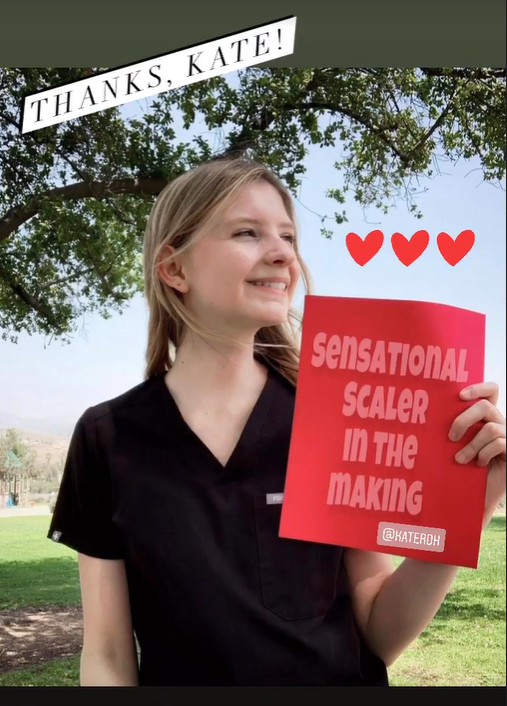 THANKS, KATE!
SENSATIONAL
SCALER
IN THE
MAKING
@KATERDH